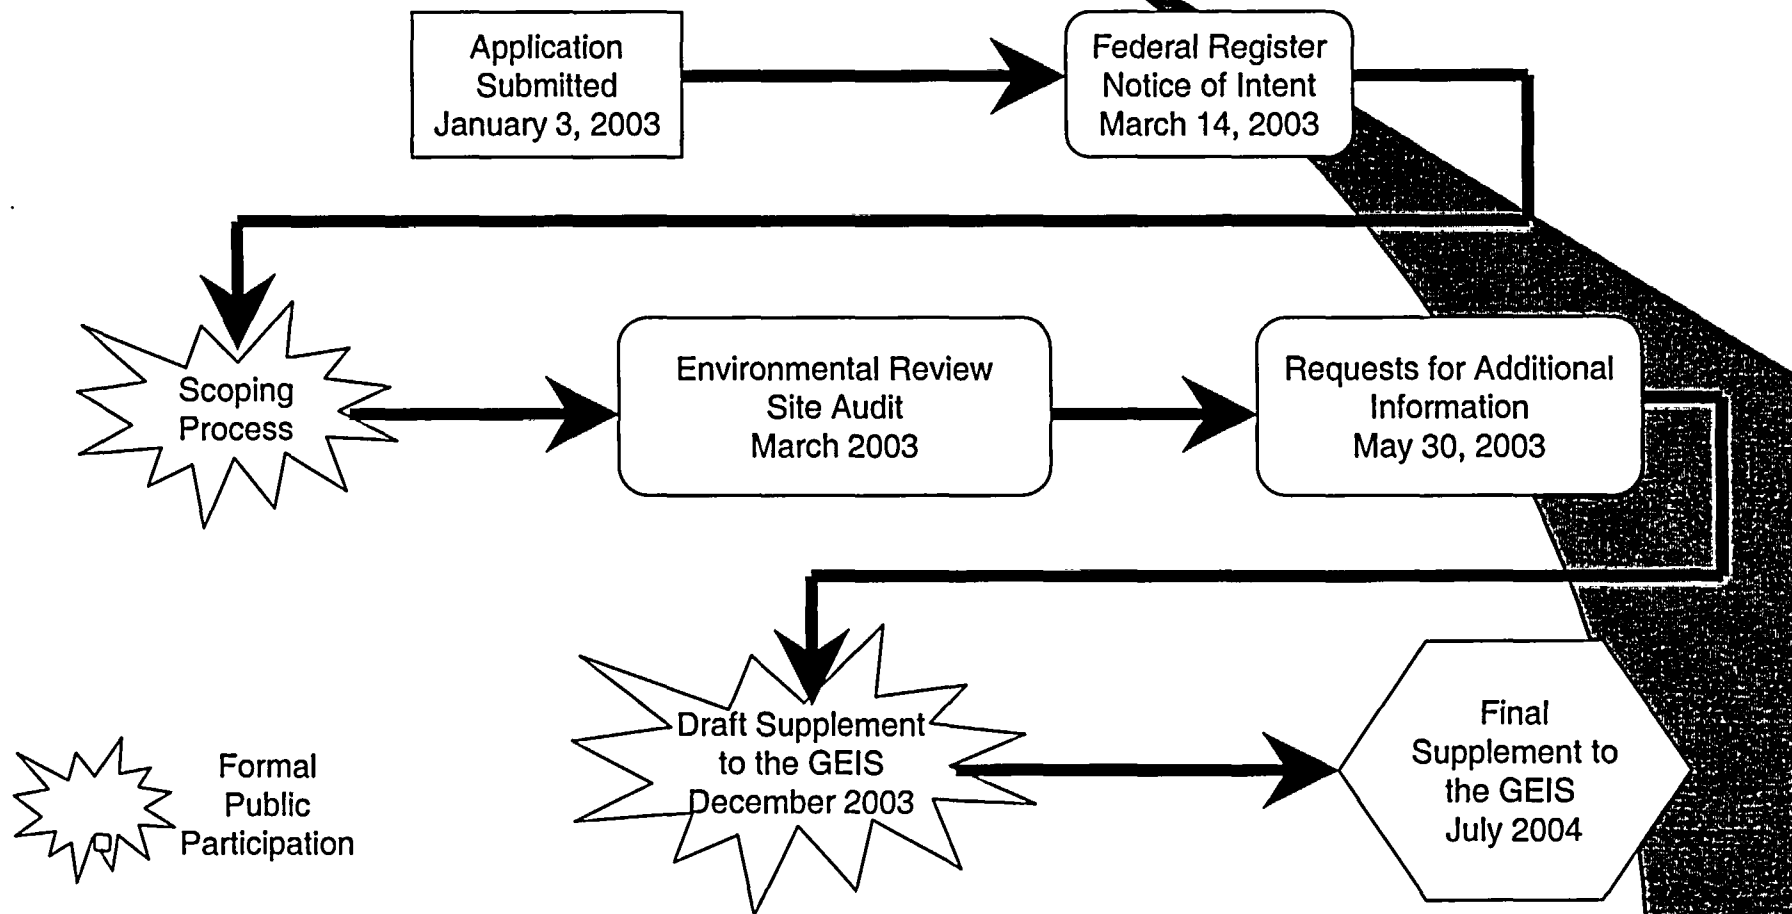 Application
Submitted
January 3, 2003
Federal Register
Notice of Intent
March 14, 2003
Scoping
Process
Environmental Review
Site Audit
March 2003
Requests for Additional
Information
May 30, 2003
Draft Supplement
to the GEIS
December 2003
Final
Supplement to
the GEIS
July 2004
Formal
Public
Participation